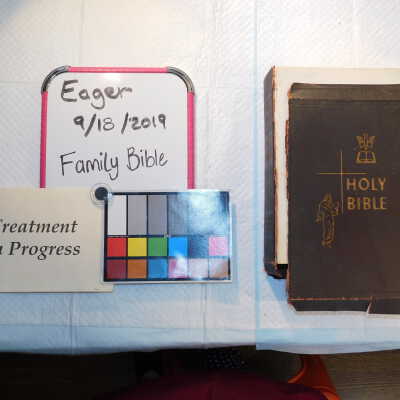 Eager
9/18/2019
Family Bible
Treatment
n Progress
HOLY
BIBLE